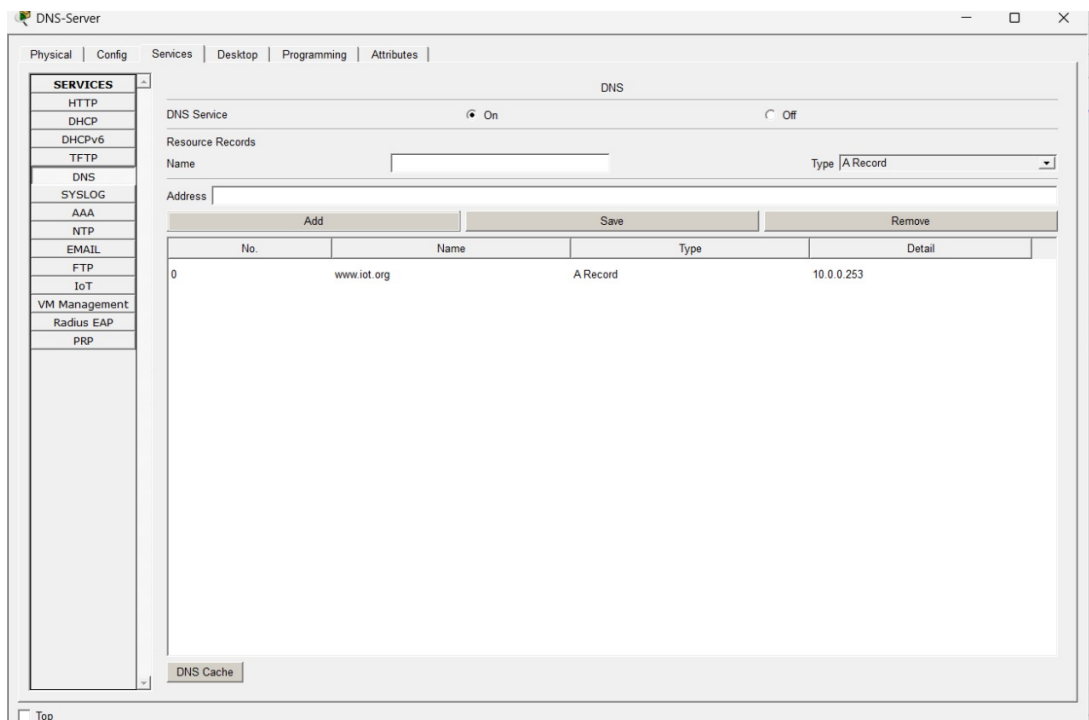 DNS-Server
Physical Config Services Desktop Programming Attributes
SERVICES
HTTP
DHCP
DHCPv6
TFTP
DNS
SYSLOG
AAA
NTP
EMAIL
FTP
IoT
VM Management
Radius EAP
PRP
DNS
DNS Service On Off
Resource Records
Name Type A Record
Address
Add Save Remove
No. Name Type Detail
0 www.iot.org A Record 10.0.0.253
DNS Cache
Top